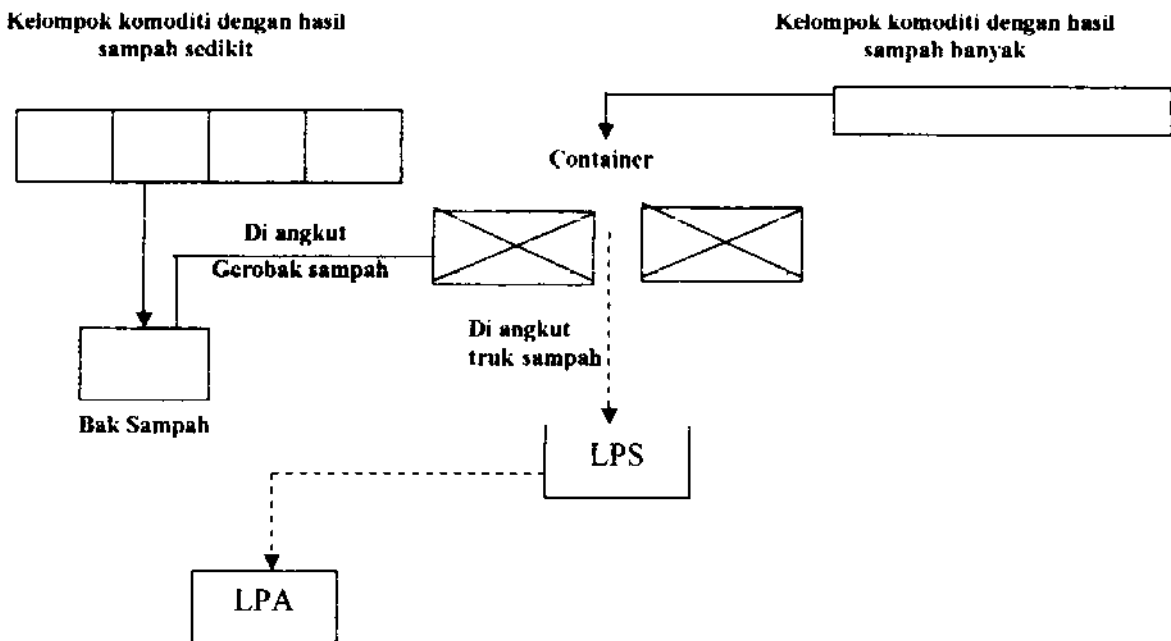 Kelompok komoditi dengan hasil
sampah sedikit
Kelompok komoditi dengan hasil
sampah banyak
Container
Di angkut
Gerobak sampah
Di angkut
truk sampah
Bak Sampah
LPS
LPA